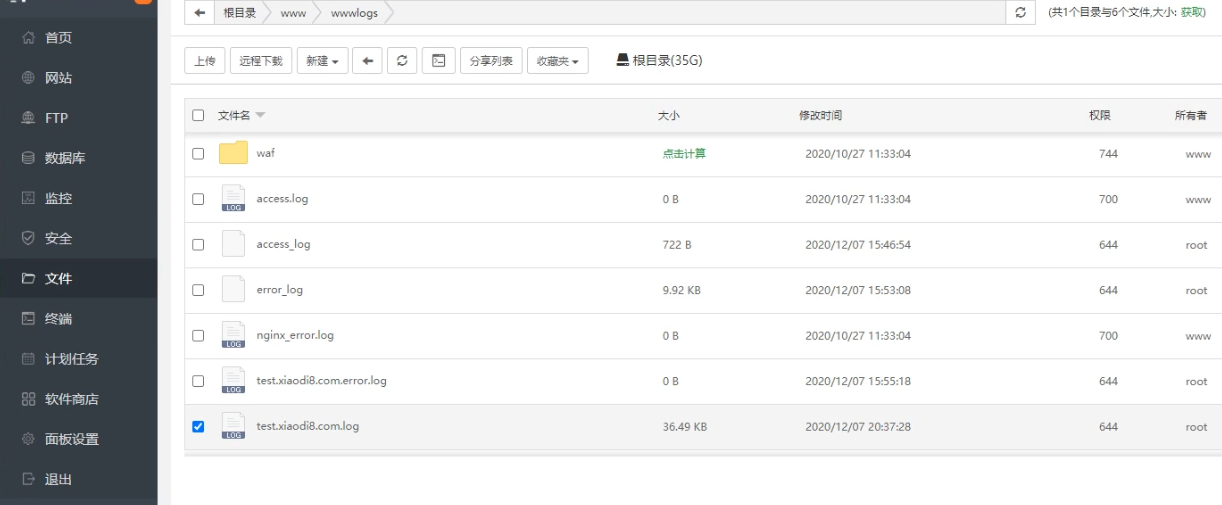 根目录 www wwwlogs (共1个目录与6个文件,大小: 获取)
首页
网站
FTP
数据库
监控
安全
文件
终端
计划任务
软件商店
面板设置
退出
上传 远程下载 新建 分享列表 收藏夹 根目录(35G)
文件名 大小 修改时间 权限 所有者
waf 点击计算 2020/10/27 11:33:04 744 www
LOG access.log 0 B 2020/10/27 11:33:04 700 www
access_log 722 B 2020/12/07 15:46:54 644 root
error_log 9.92 KB 2020/12/07 15:53:08 644 root
LOG nginx_error.log 0 B 2020/10/27 11:33:04 700 www
LOG test.xiaodi8.com.error.log 0 B 2020/12/07 15:55:18 644 root
LOG test.xiaodi8.com.log 36.49 KB 2020/12/07 20:37:28 644 root